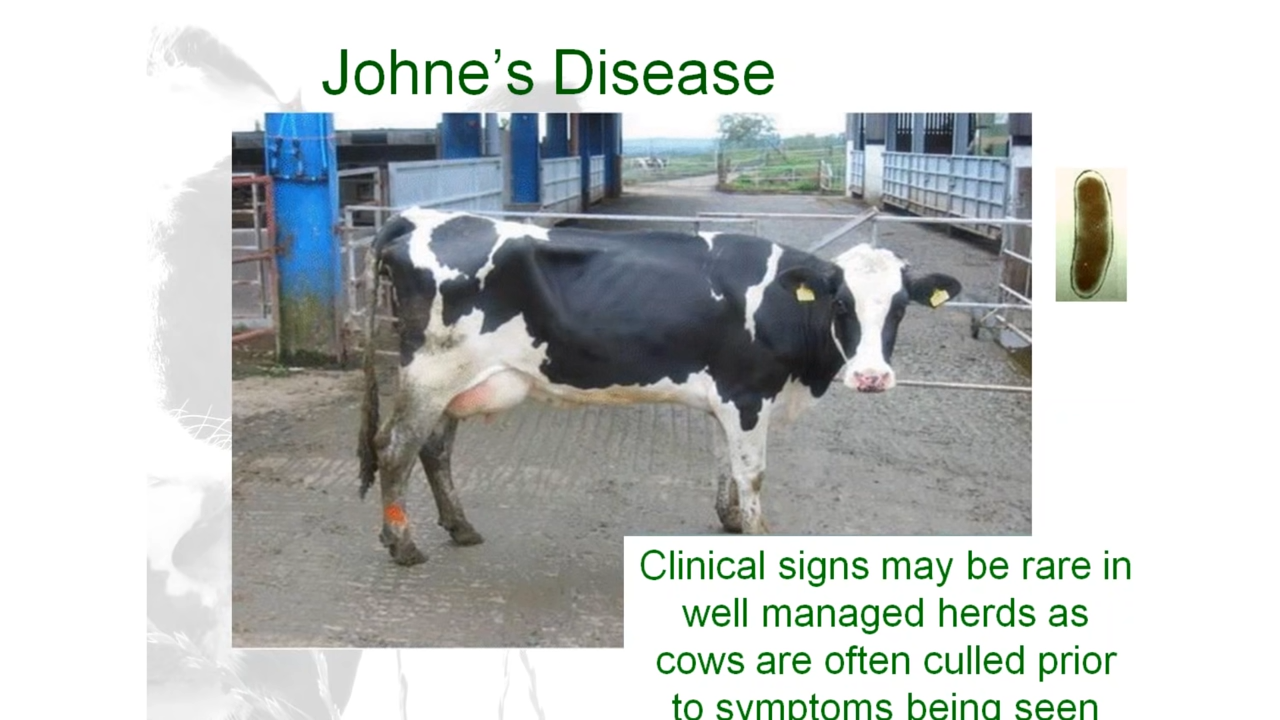 Johne’s Disease
Clinical signs may be rare in
well managed herds as
cows are often culled prior
to symptoms being seen